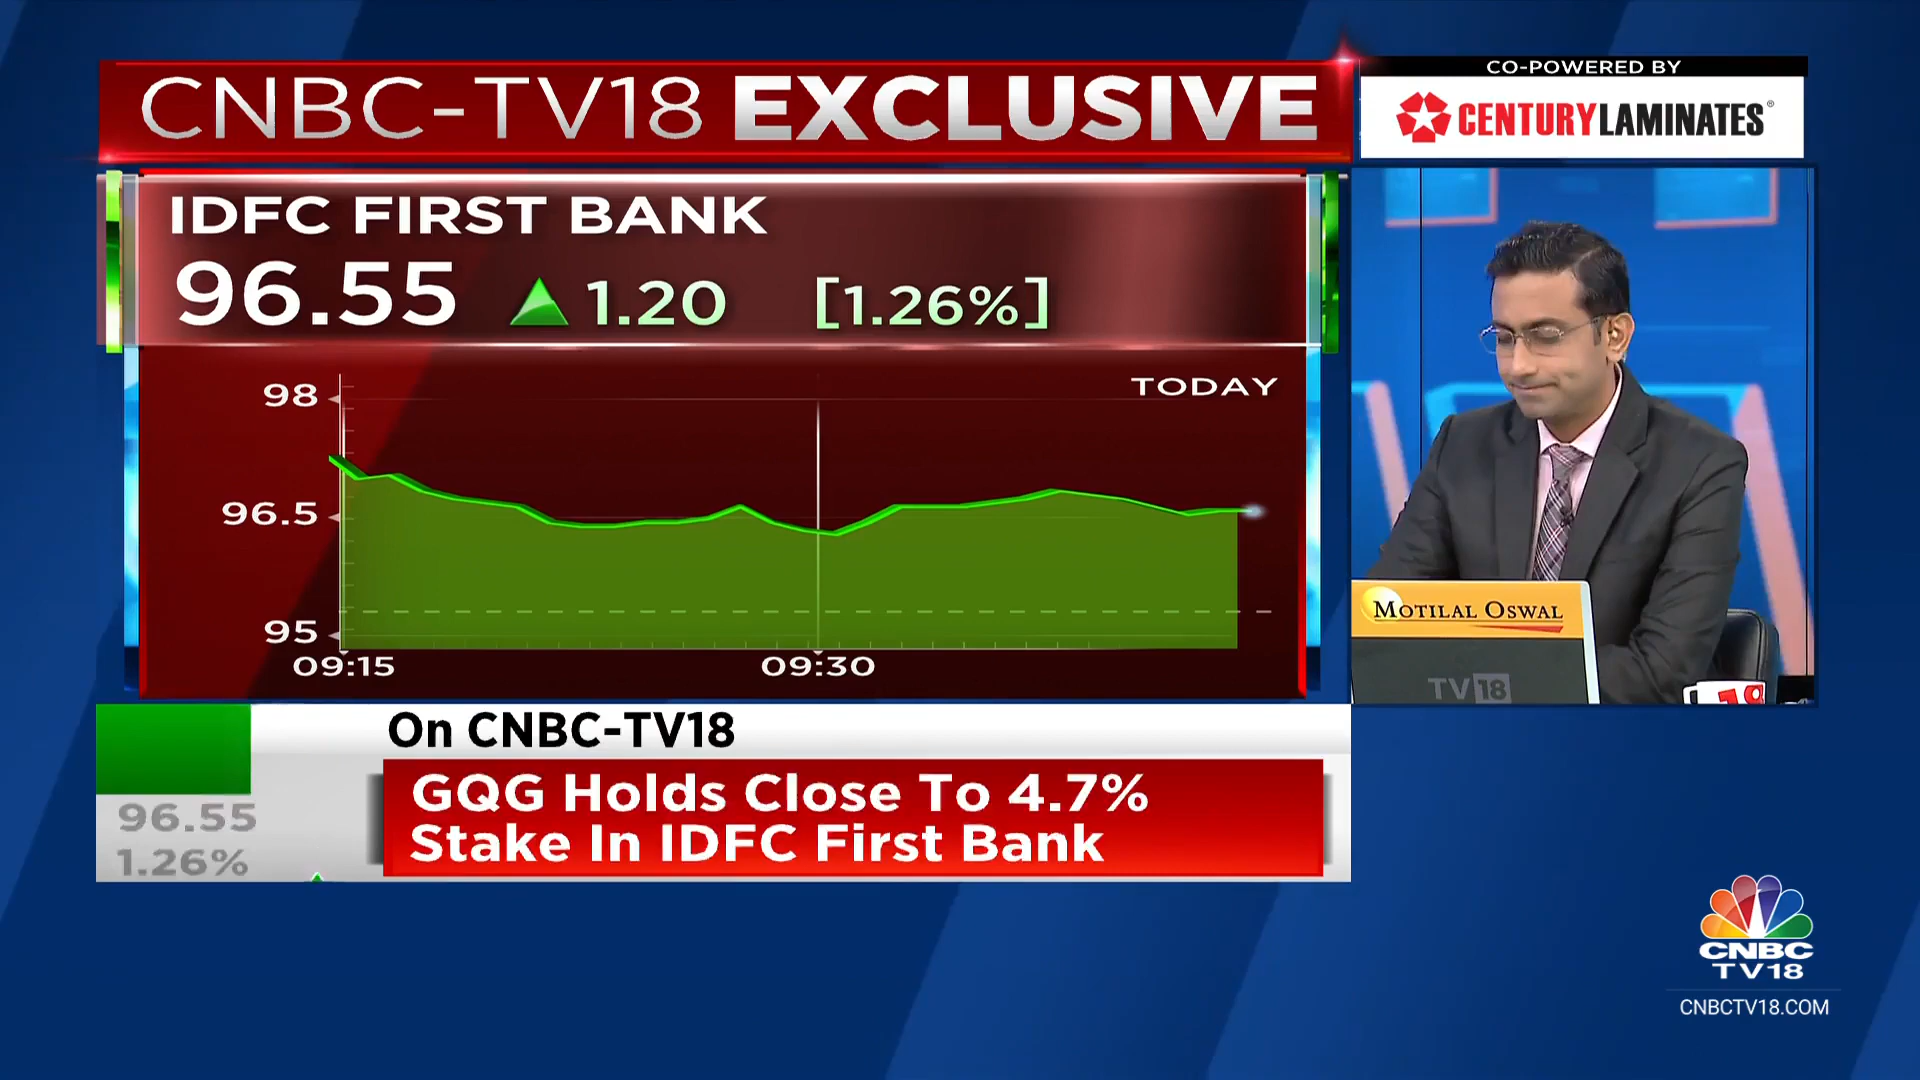 CNBC-TV18 EXCLUSIVE
CO-POWERED BY
CENTURYLAMINATES®
IDFC FIRST BANK
96.55 ▲ 1.20 [1.26%]
TODAY
98
96.5
95
09:15 09:30
MOTILAL OSWAL
TV18
On CNBC-TV18
GQG Holds Close To 4.7%
Stake In IDFC First Bank
96.55
1.26%
CNBC
TV18
CNBCTV18.COM